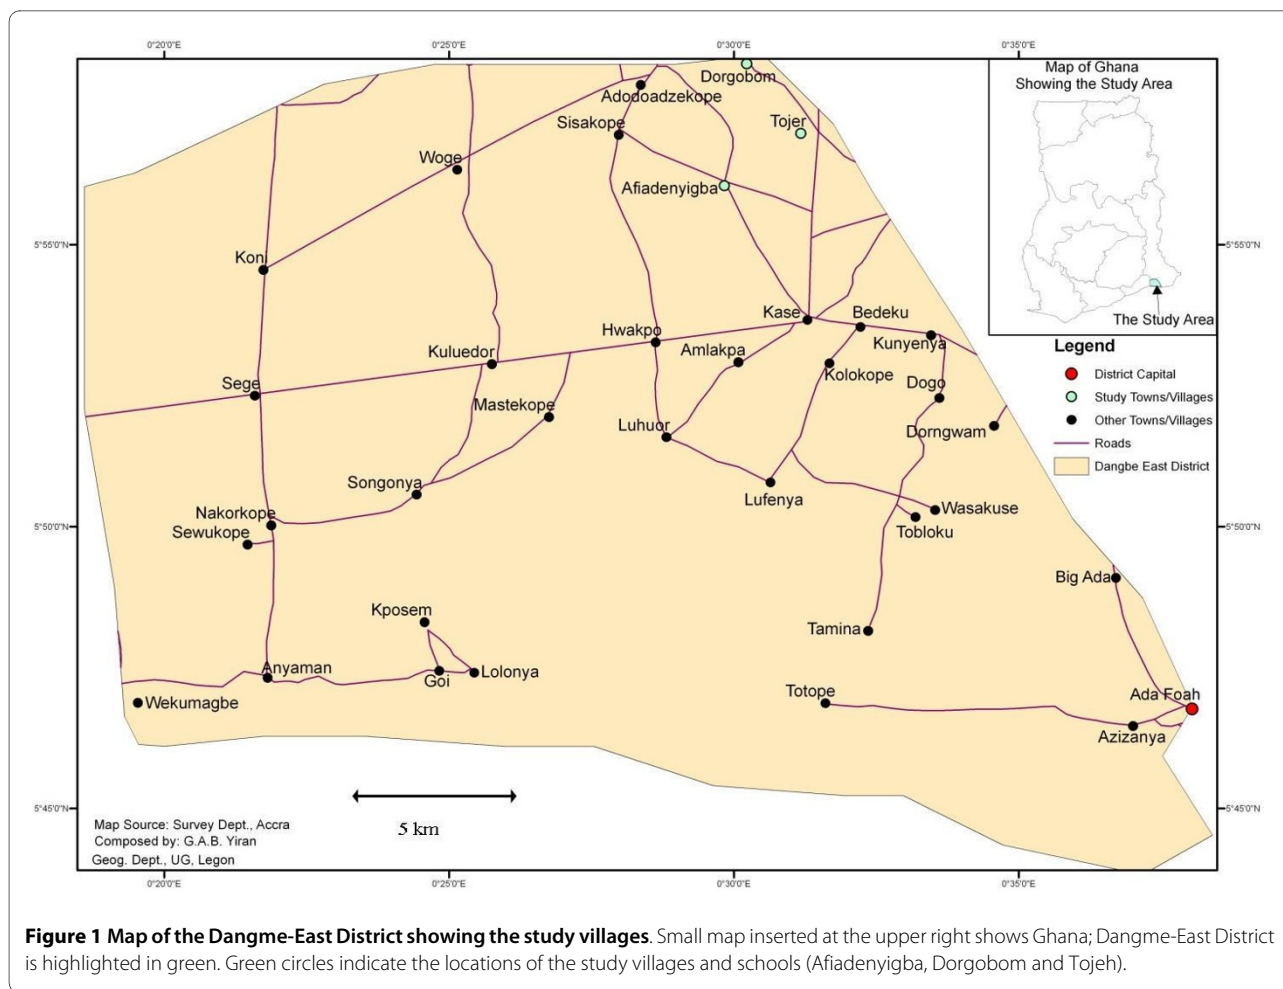 0°20'0"E 0°25'0"E 0°30'0"E 0°35'0"E
Dorgobom
Map of Ghana
Showing the Study Area
Adodoadzekope
Sisakope
Tojer
Woge
Afiadenyigba
5°55'0"N
5°55'0"N
Koni
Kase
Bedeku
The Study Area
Hwakpo
Kunyenya
Amlakpa
Legend
Kuluedor
Kolokope
District Capital
Sege
Dogo
Study Towns/Villages
Mastekope
Other Towns/Villages
Luhuor
Dorngwam
Roads
Dangbe East District
Songonya
Lufenya
Wasakuse
Nakorkope
5°50'0"N
5°50'0"N
Sewukope
Tobloku
Big Ada
Kposem
Tamina
Anyaman
Lolonya
Goi
Totope
Ada Foah
Wekumagbe
Azizanya
5°45'0"N
5°45'0"N
Map Source: Survey Dept., Accra
5 km
Composed by: G.A.B. Yiran
Geog. Dept., UG, Legon
0°20'0"E 0°25'0"E 0°30'0"E 0°35'0"E
Figure 1 Map of the Dangme-East District showing the study villages. Small map inserted at the upper right shows Ghana; Dangme-East District
is highlighted in green. Green circles indicate the locations of the study villages and schools (Afiadenyigba, Dorgobom and Tojeh).